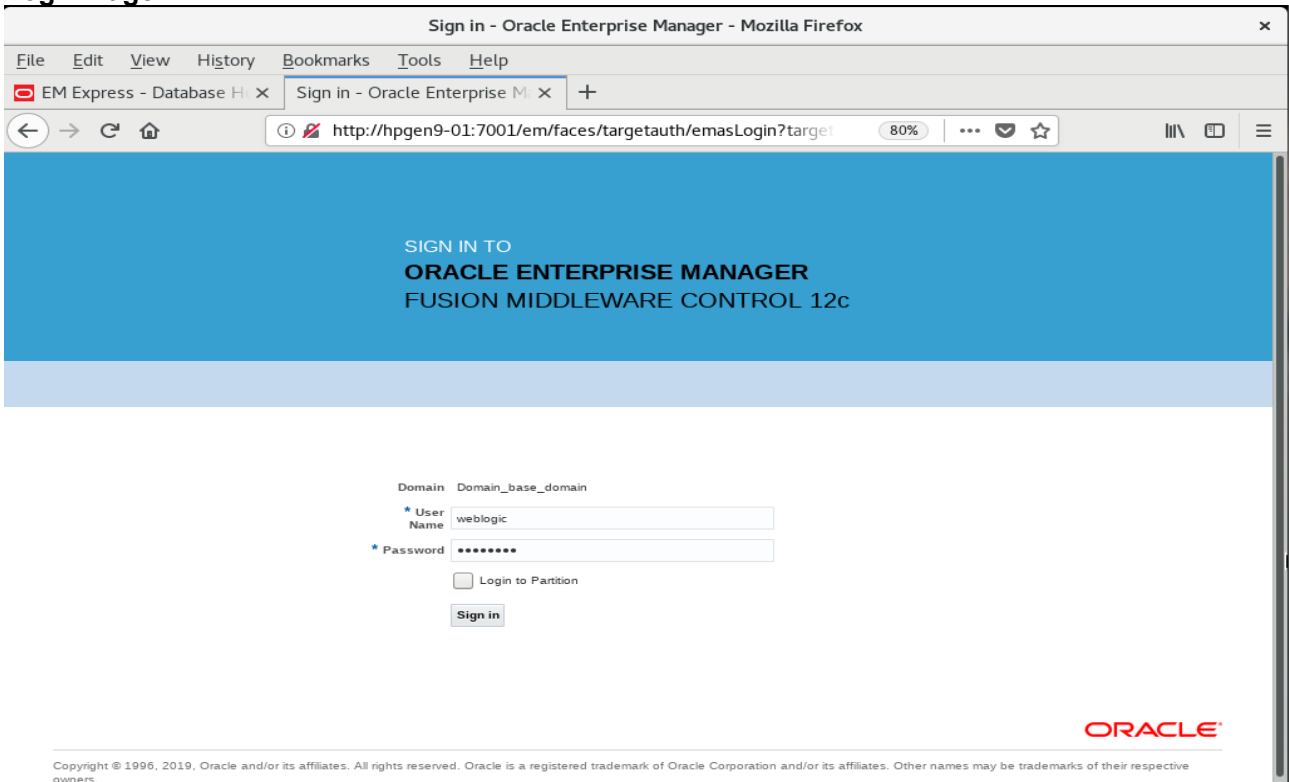 Sign in - Oracle Enterprise Manager - Mozilla Firefox ×
File Edit View History Bookmarks Tools Help
EM Express - Database H × Sign in - Oracle Enterprise M × +
http://hpgen9-01:7001/em/faces/targetauth/emasLogin?target 80%
SIGN IN TO
ORACLE ENTERPRISE MANAGER
FUSION MIDDLEWARE CONTROL 12c
Domain Domain_base_domain
* User Name weblogic
* Password ••••••••
Login to Partition
Sign in
ORACLE
Copyright © 1996, 2019, Oracle and/or its affiliates. All rights reserved. Oracle is a registered trademark of Oracle Corporation and/or its affiliates. Other names may be trademarks of their respective
owners.